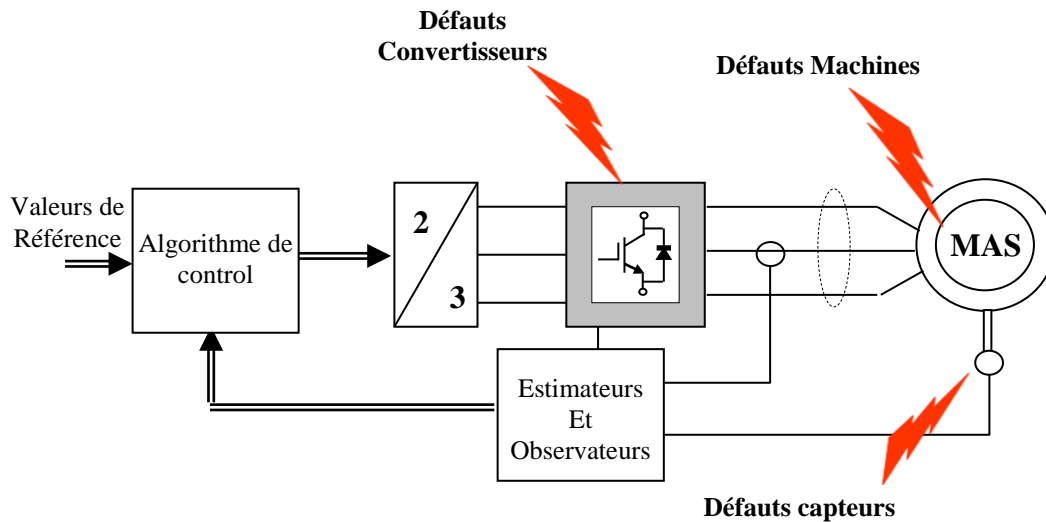 Défauts
Convertisseurs
Défauts Machines
Valeurs de
Référence
Algorithme de
control
2
3
MAS
Estimateurs
Et
Observateurs
Défauts capteurs